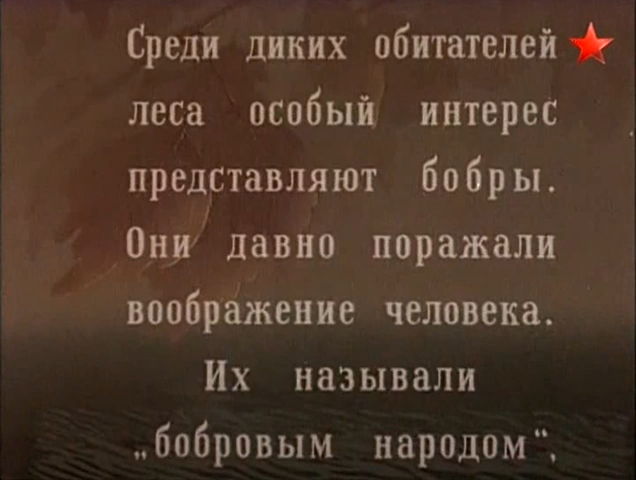 Среди диких обитателей
леса особый интерес
представляют бобры.
Они давно поражали
воображение человека.
Их называли
„бобровым народом“,